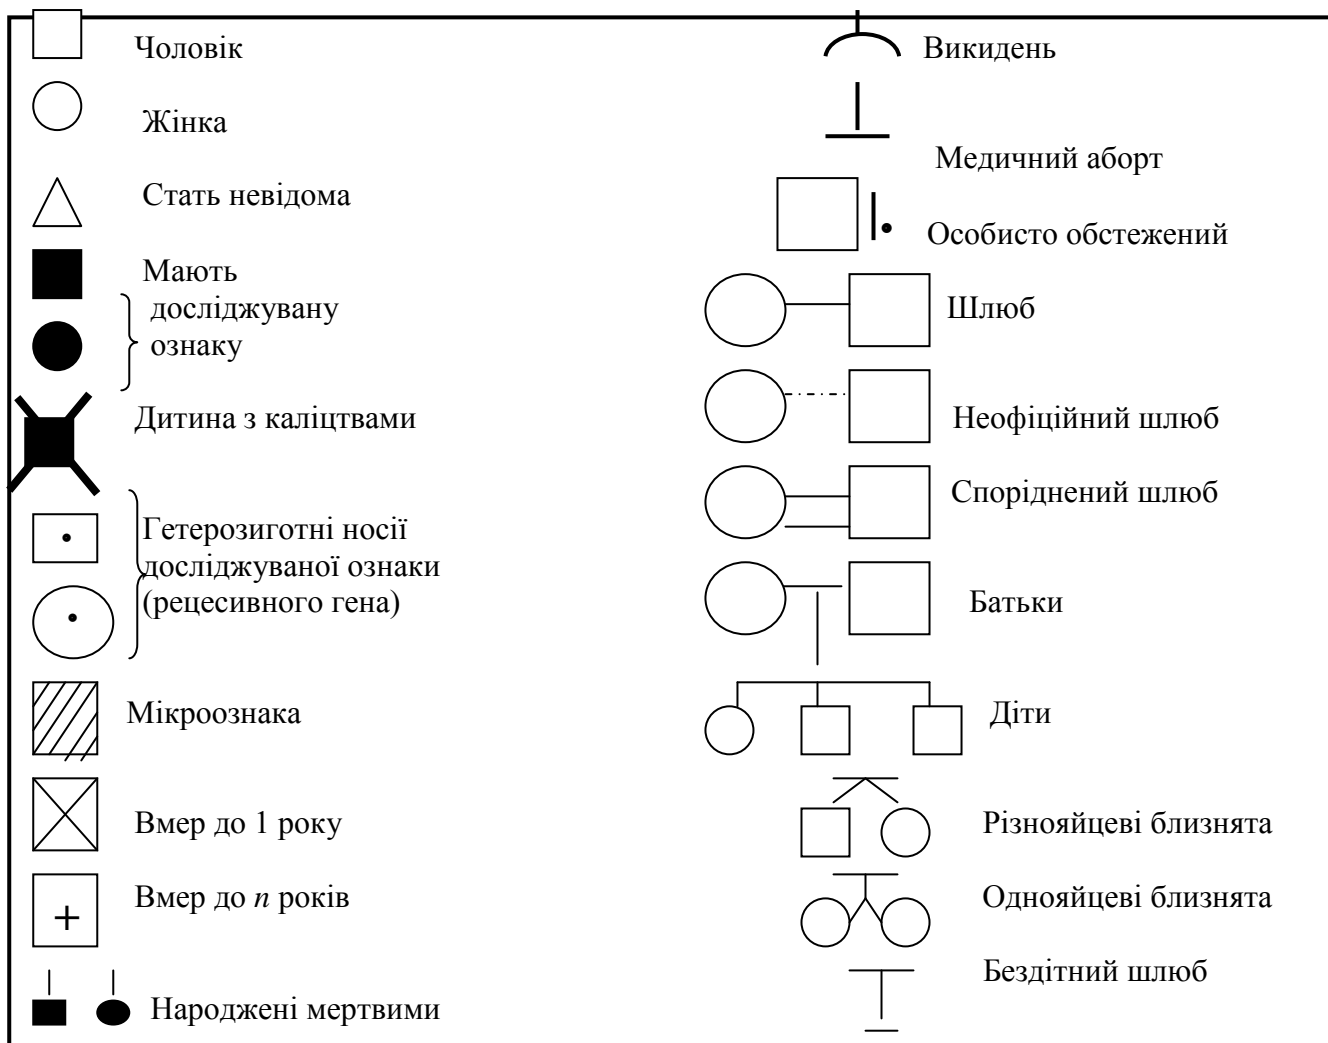 Чоловік
Жінка
Стать невідома
Мають
досліджувану
ознаку
Дитина з каліцтвами
Гетерозиготні носії
досліджуваної ознаки
(рецесивного гена)
Мікроознака
Вмер до 1 року
Вмер до n років
Народжені мертвими
Викидень
Медичний аборт
Особисто обстежений
Шлюб
Неофіційний шлюб
Споріднений шлюб
Батьки
Діти
Різнояйцеві близнята
Однояйцеві близнята
Бездітний шлюб